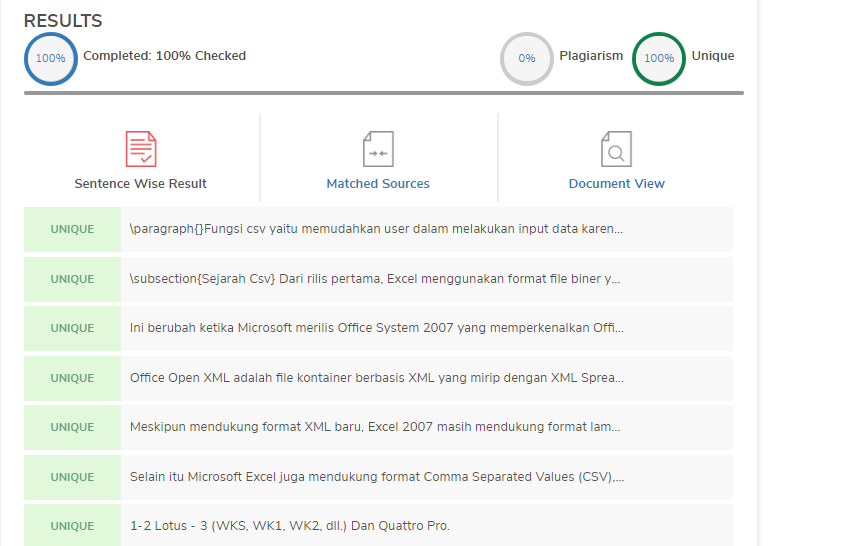 RESULTS
100% Completed: 100% Checked 0% Plagiarism 100% Unique
Sentence Wise Result Matched Sources Document View
UNIQUE \paragraph{}Fungsi csv yaitu memudahkan user dalam melakukan input data karen...
UNIQUE \subsection{Sejarah Csv} Dari rilis pertama, Excel menggunakan format file biner y...
UNIQUE Ini berubah ketika Microsoft merilis Office System 2007 yang memperkenalkan Offi...
UNIQUE Office Open XML adalah file kontainer berbasis XML yang mirip dengan XML Sprea...
UNIQUE Meskipun mendukung format XML baru, Excel 2007 masih mendukung format lam...
UNIQUE Selain itu Microsoft Excel juga mendukung format Comma Separated Values (CSV),...
UNIQUE 1-2 Lotus - 3 (WKS, WK1, WK2, dll.) Dan Quattro Pro.